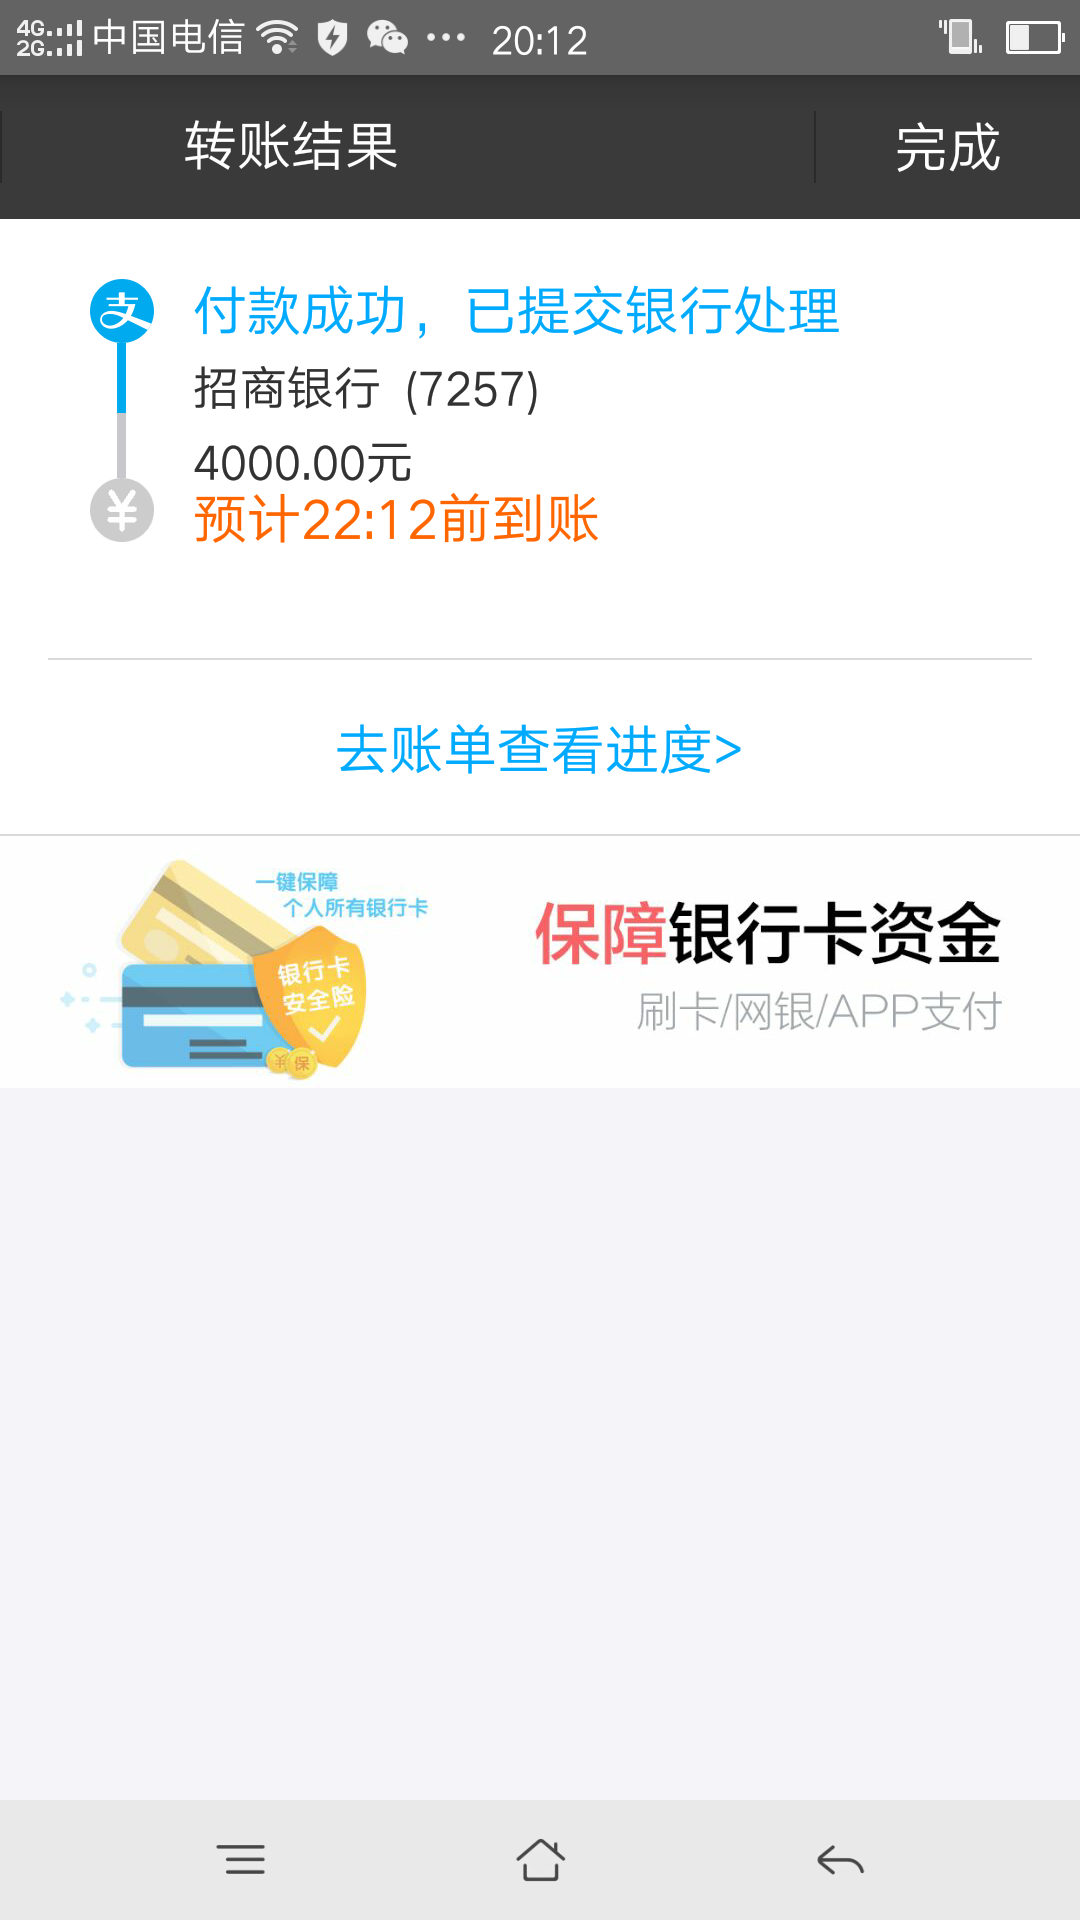 4G 2G 中国电信 20:12
转账结果 完成
付款成功，已提交银行处理
招商银行 (7257)
4000.00元
预计22:12前到账
去账单查看进度>
一键保障
个人所有银行卡
银行卡
安全险
保
保障银行卡资金
刷卡/网银/APP支付